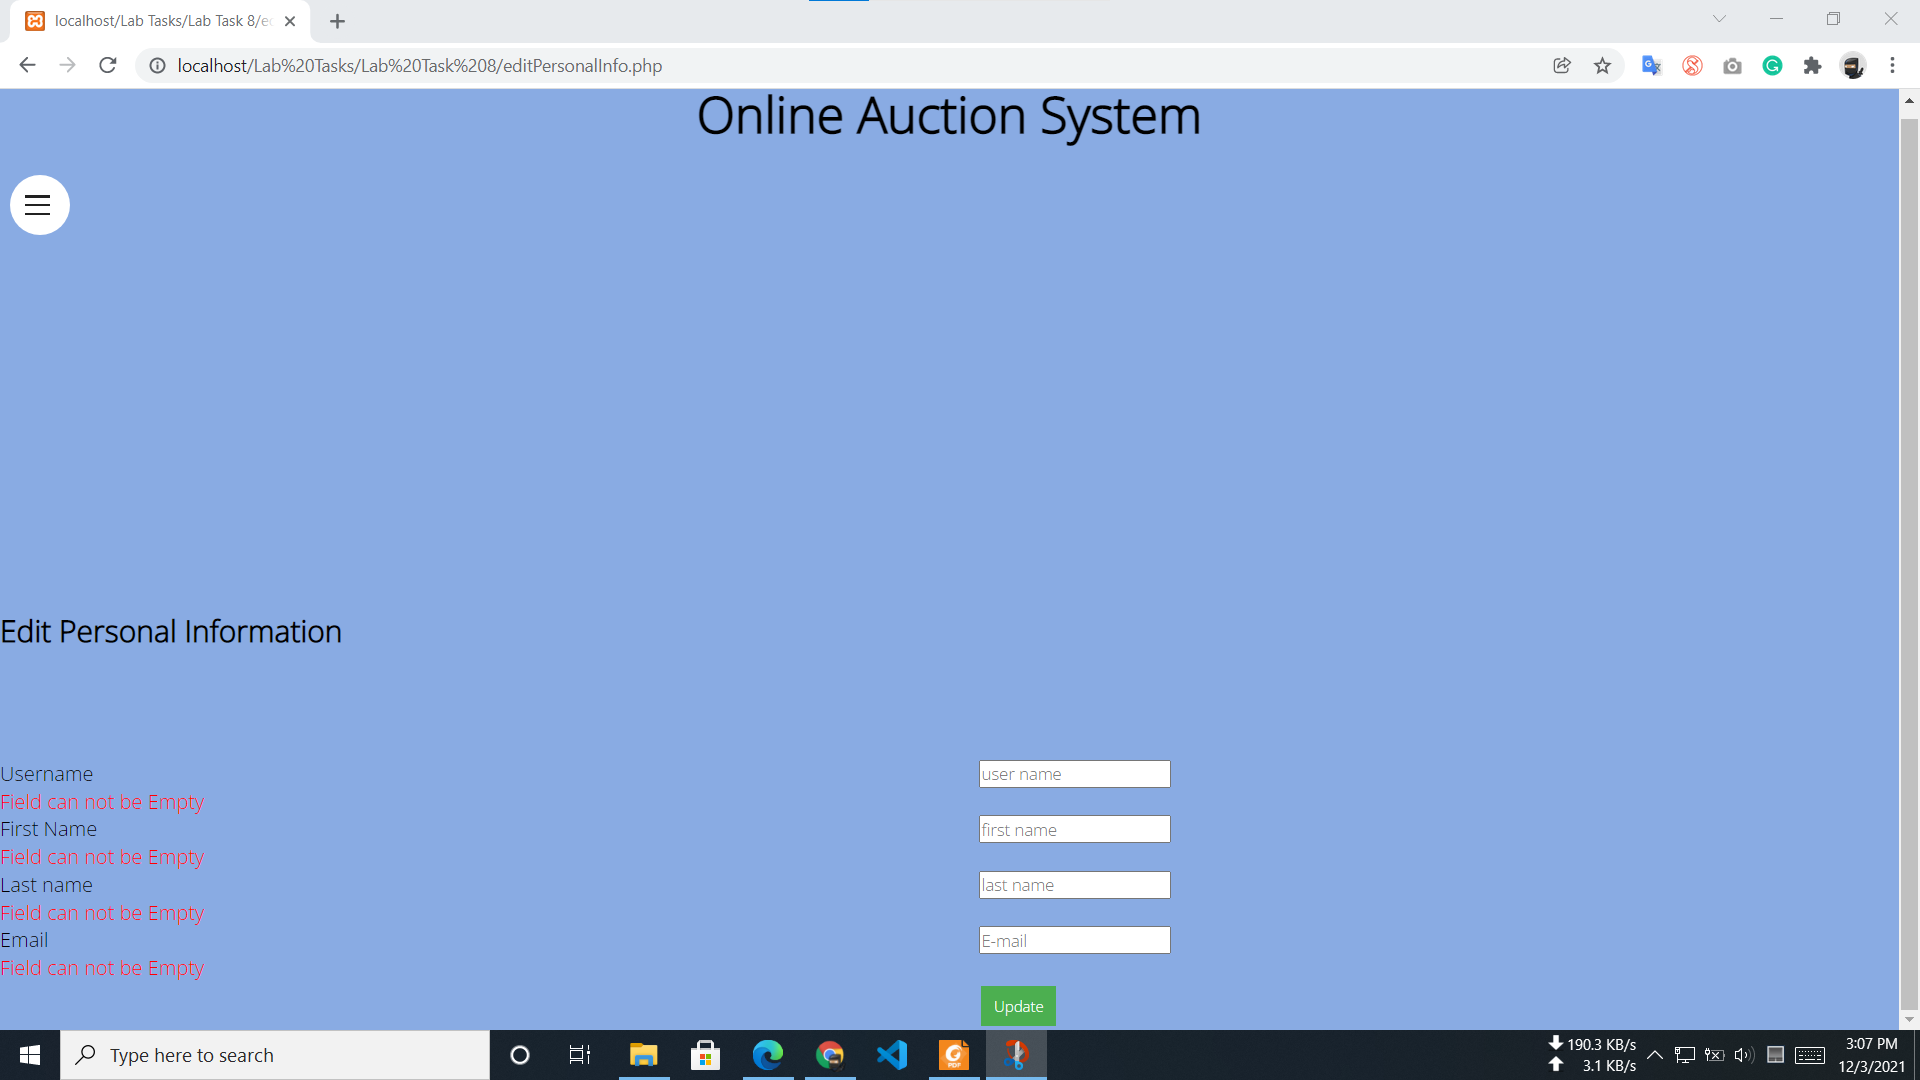 localhost/Lab Tasks/Lab Task 8/e
localhost/Lab%20Tasks/Lab%20Task%208/editPersonalInfo.php
Online Auction System
Edit Personal Information
Username
user name
Field can not be Empty
First Name
first name
Field can not be Empty
Last name
last name
Field can not be Empty
Email
E-mail
Field can not be Empty
Update
Type here to search
PDF
190.3 KB/s
3.1 KB/s
3:07 PM
12/3/2021